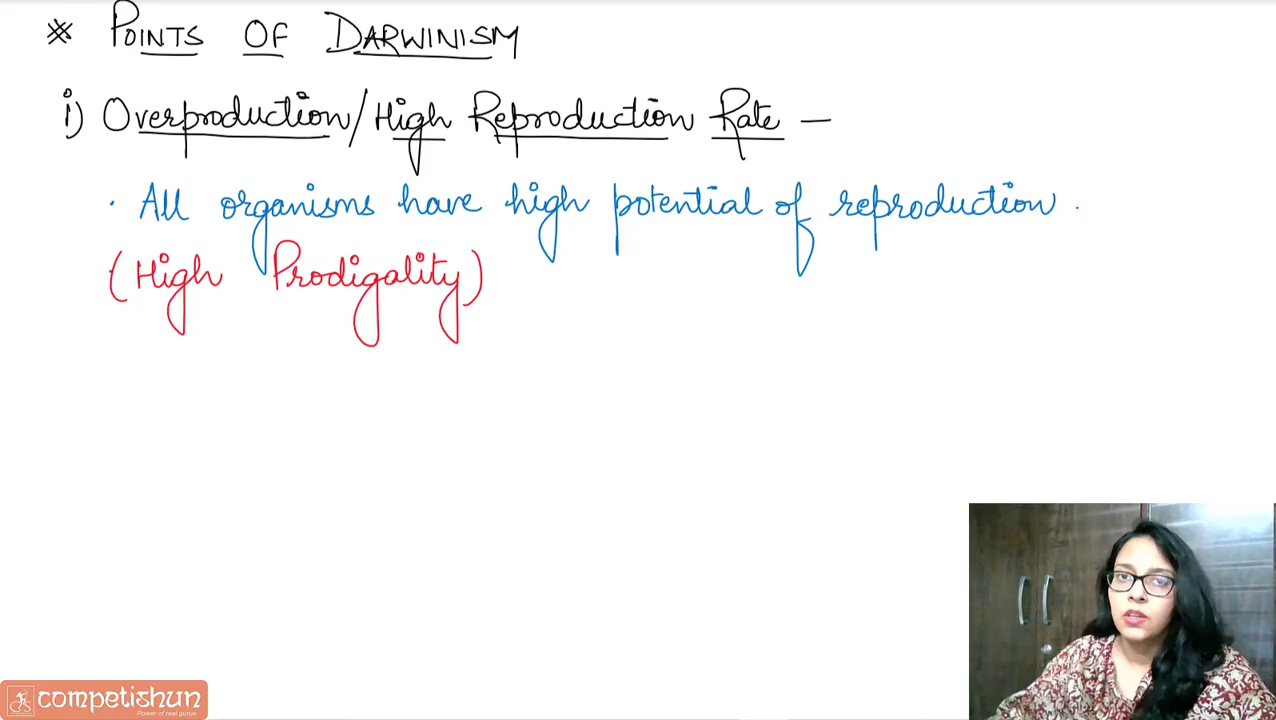 ※ POINTS OF DARWINISM
i) Overproduction/High Reproduction Rate –
· All organisms have high potential of reproduction.
(High Prodigality)
competishun
Power of real gurus